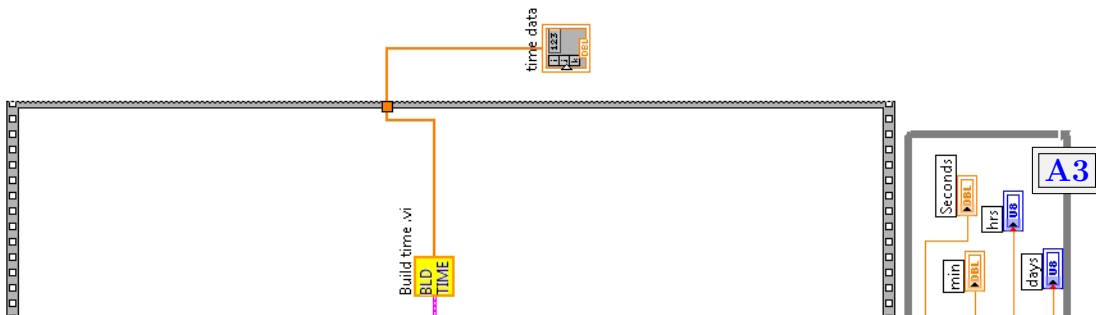 time data
123
DBL
i
j
k
Build time .vi
BLD
TIME
A3
Seconds
DBL
hrs
U8
min
DBL
days
U8